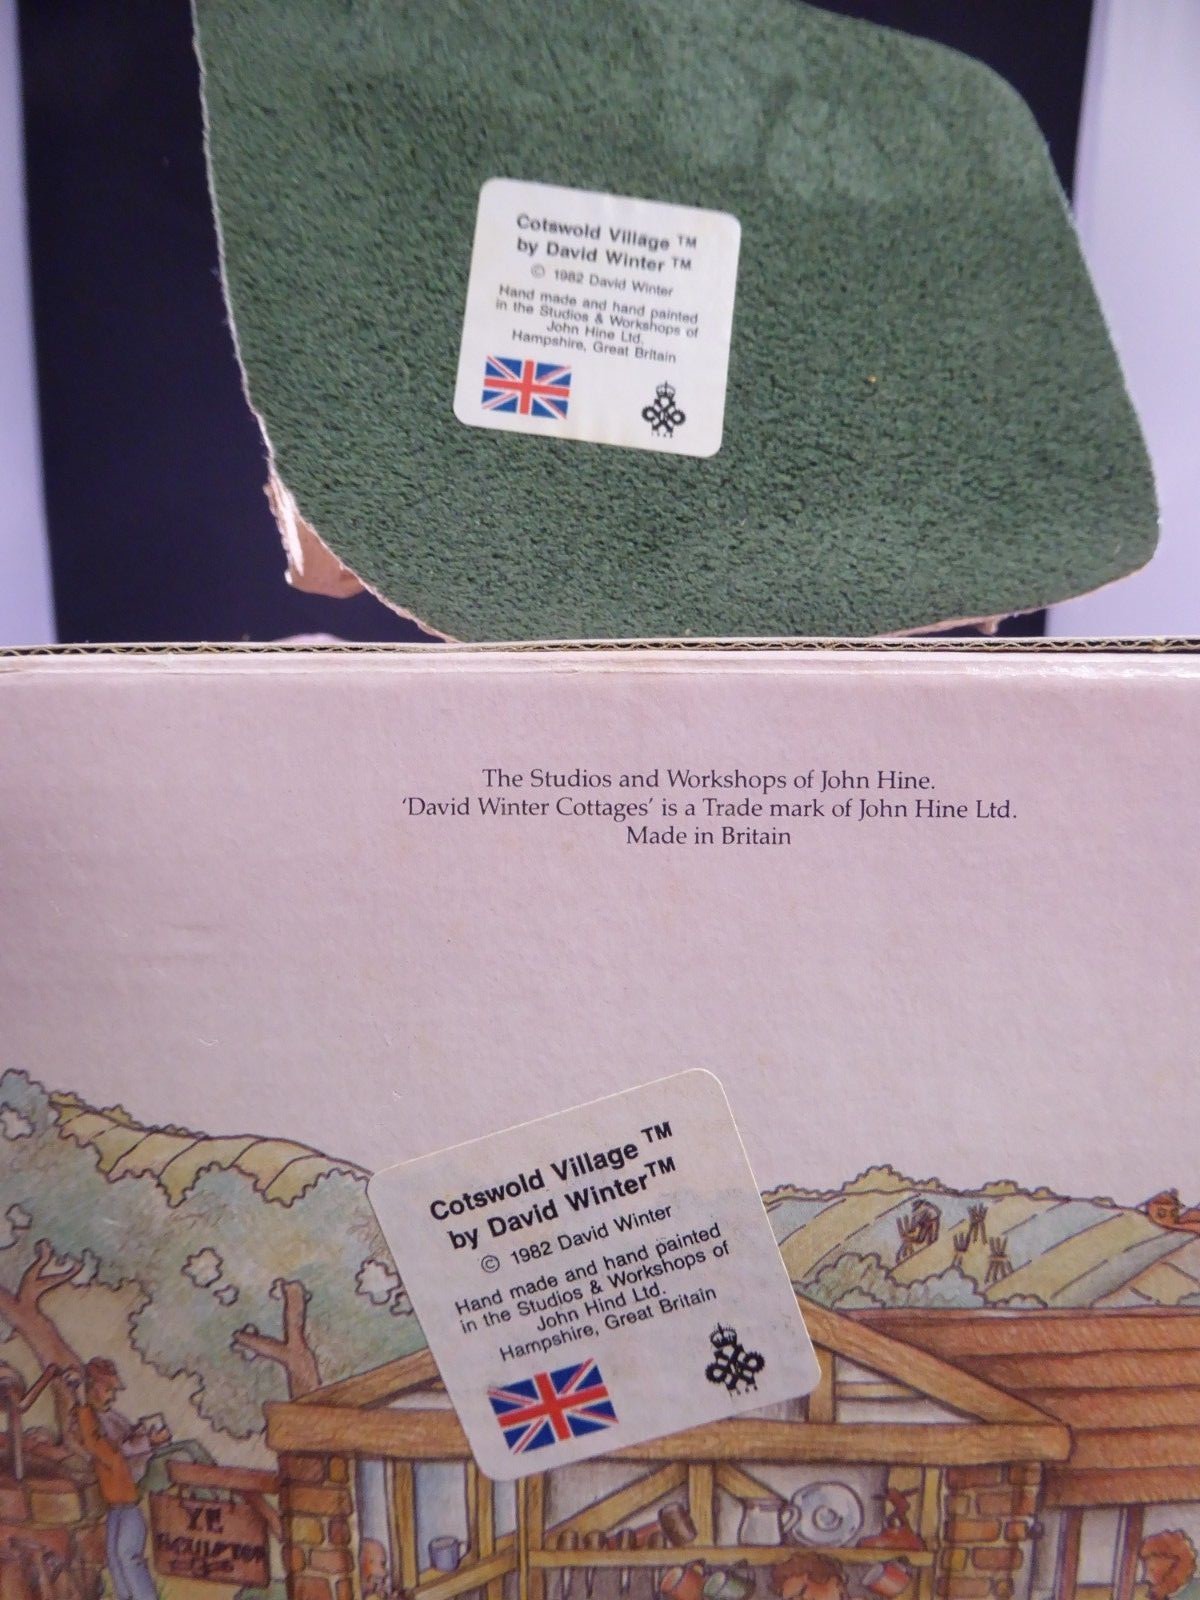 Cotswold Village ™
by David Winter ™
© 1982 David Winter
Hand made and hand painted
in the Studios & Workshops of
John Hine Ltd.
Hampshire, Great Britain
The Studios and Workshops of John Hine.
‘David Winter Cottages’ is a Trade mark of John Hine Ltd.
Made in Britain
Cotswold Village ™
by David Winter™
© 1982 David Winter
Hand made and hand painted
in the Studios & Workshops of
John Hind Ltd.
Hampshire, Great Britain
YE